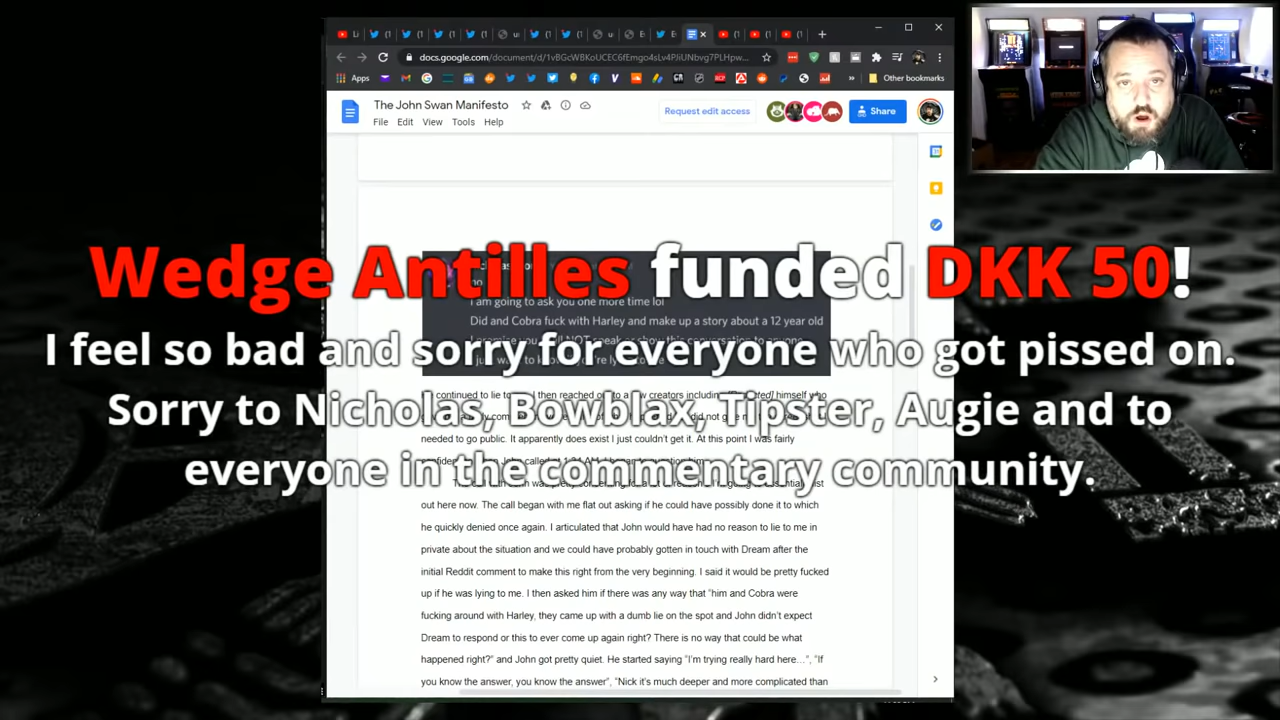 docs.google.com/document/d/1vBGcWBKoUCEC6fEmgo4sLv4PJiUNbvg7PLHpw...
Apps
Other bookmarks
The John Swan Manifesto
File Edit View Tools Help
Request edit access
Share
Wedge Antilles funded DKK 50!
I am going to ask you one more time lol
Did and Cobra fuck with Harley and make up a story about a 12 year old
I feel so bad and sorry for everyone who got pissed on.
Sorry to Nicholas, Bowblax, Tipster, Augie and to
everyone in the commentary community.
needed to go public. It apparently does exist I just couldn't get it. At this point I was fairly
out here now. The call began with me flat out asking if he could have possibly done it to which
he quickly denied once again. I articulated that John would have had no reason to lie to me in
private about the situation and we could have probably gotten in touch with Dream after the
initial Reddit comment to make this right from the very beginning. I said it would be pretty fucked
up if he was lying to me. I then asked him if there was any way that "him and Cobra were
fucking around with Harley, they came up with a dumb lie on the spot and John didn't expect
Dream to respond or this to ever come up again right? There is no way that could be what
happened right?" and John got pretty quiet. He started saying "I'm trying really hard here...", "If
you know the answer, you know the answer", "Nick it's much deeper and more complicated than